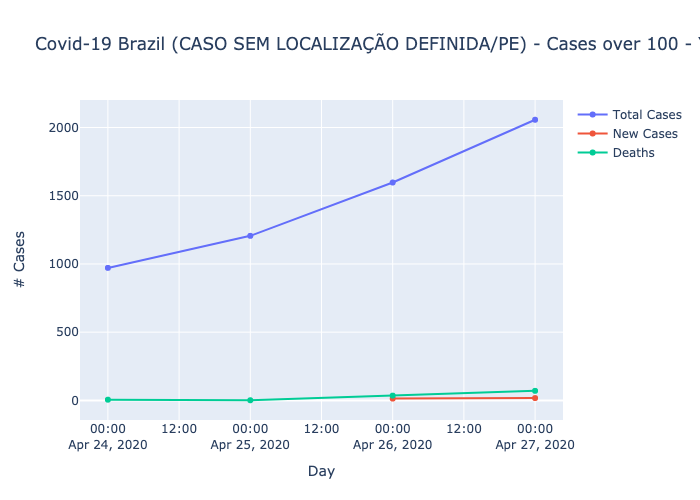 Covid-19 Brazil (CASO SEM LOCALIZAÇÃO DEFINIDA/PE) - Cases over 100 -
Total Cases
New Cases
Deaths
2000
1500
1000
500
0
# Cases
00:00 12:00 00:00 12:00 00:00 12:00 00:00
Apr 24, 2020 Apr 25, 2020 Apr 26, 2020 Apr 27, 2020
Day